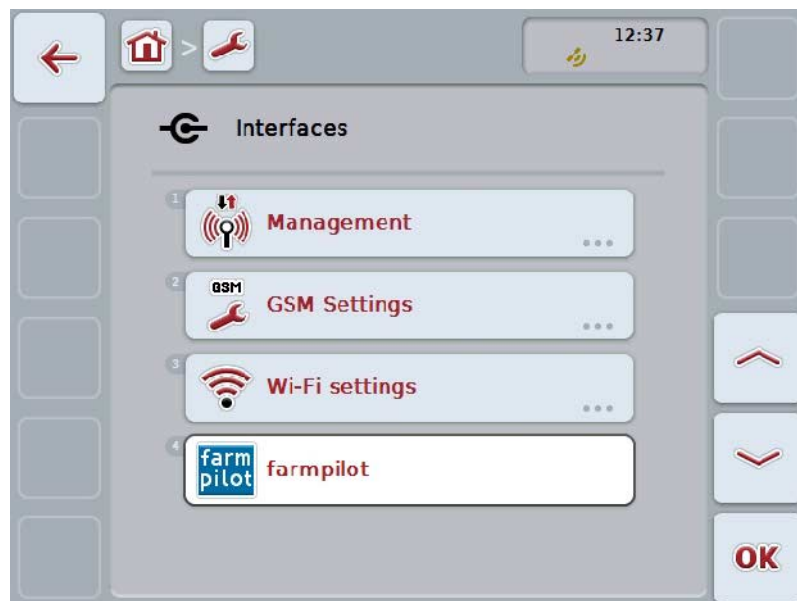 >
12:37
Interfaces
1
Management
2
GSM
GSM Settings
3
Wi-Fi settings
4
farm
pilot
farmpilot
OK